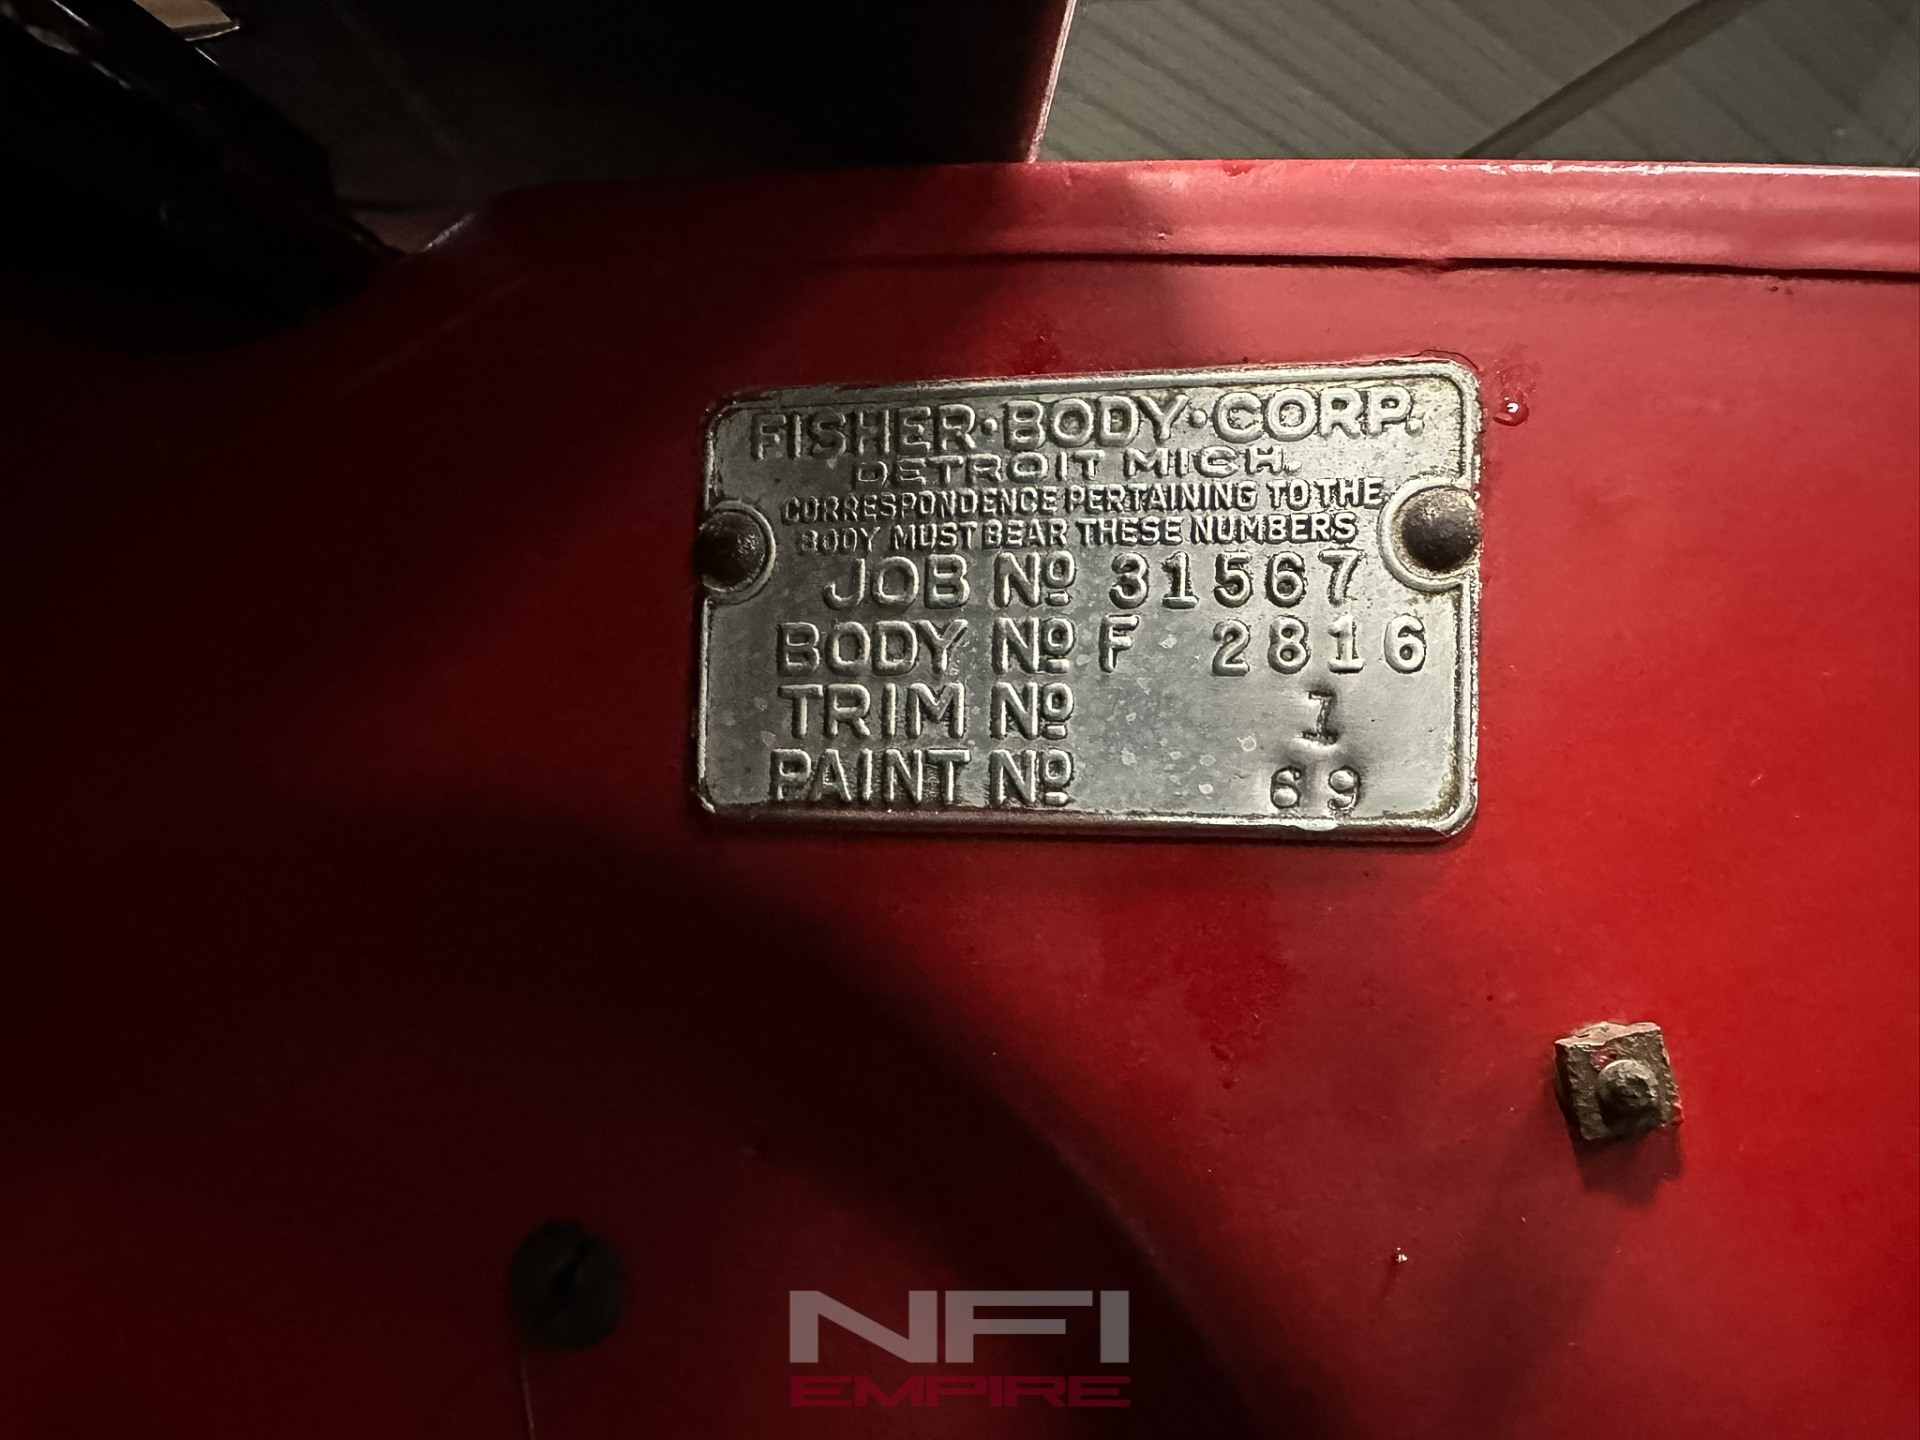 FISHER·BODY·CORP.
DETROIT MICH.
CORRESPONDENCE PERTAINING TO THE
BODY MUST BEAR THESE NUMBERS
JOB Nº 31567
BODY Nº F 2816
TRIM Nº 1
PAINT Nº 69
NFI
EMPIRE